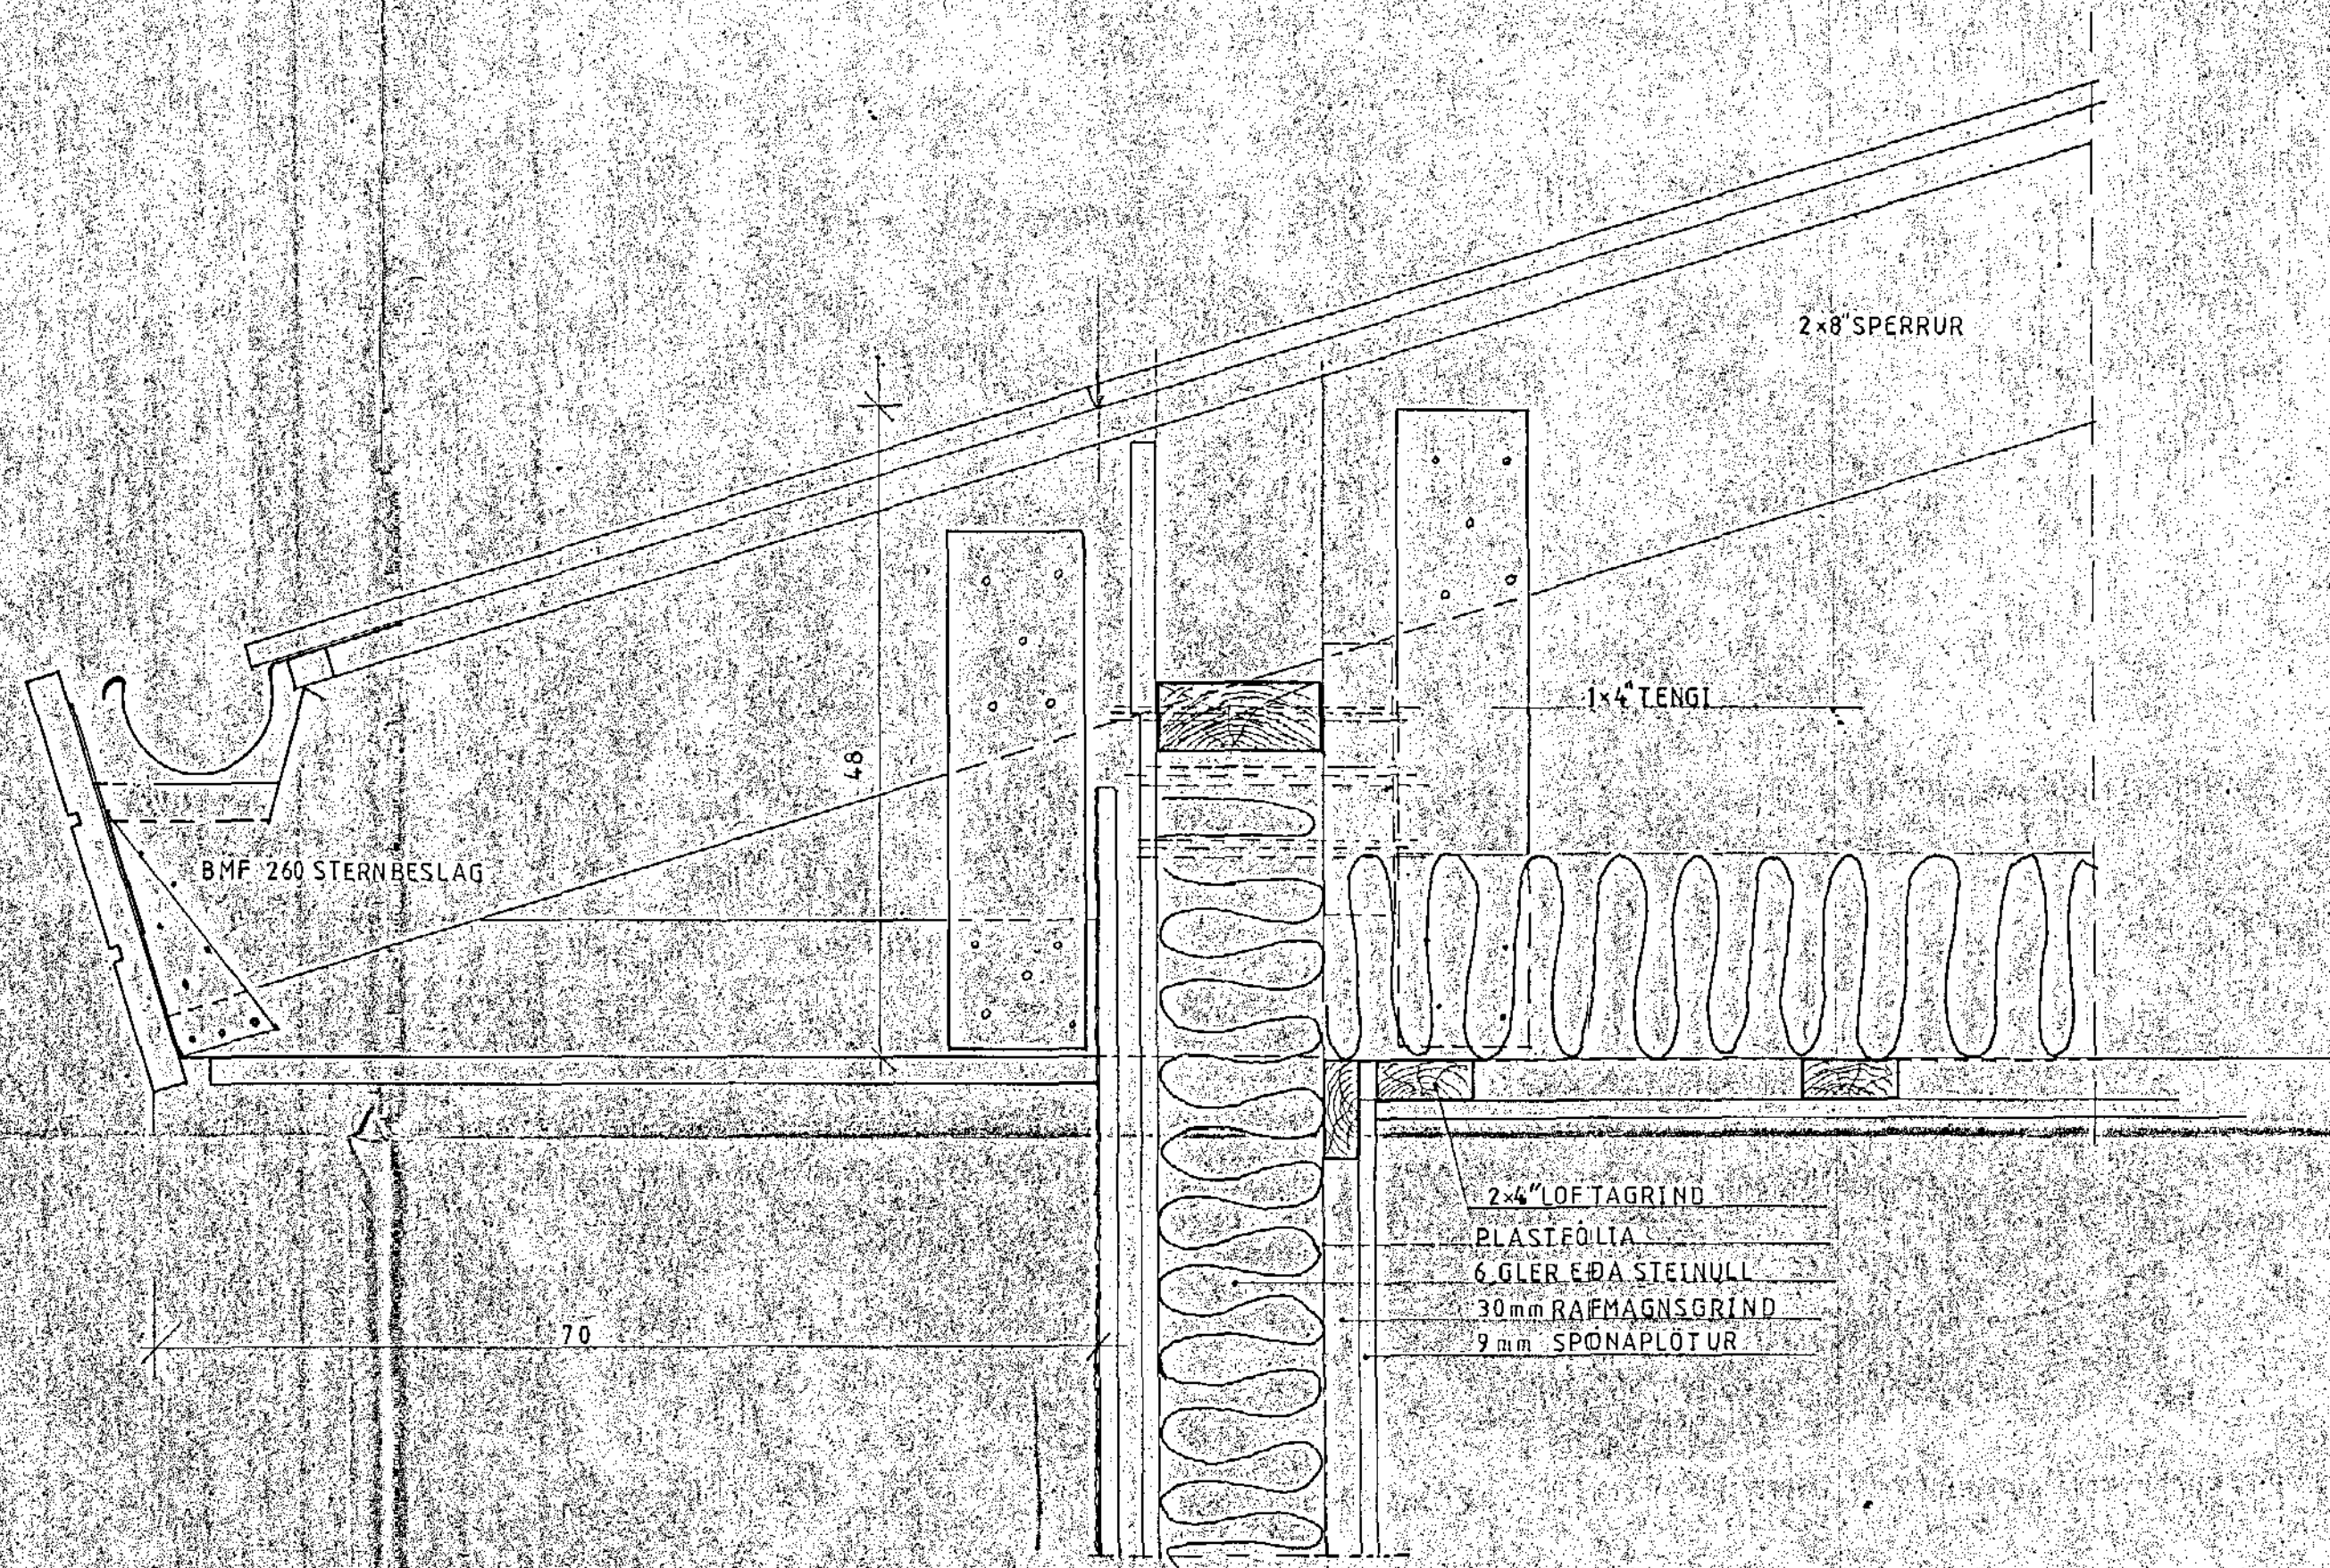 2×8" SPERRUR
1×4" TENGI
48
BMF 260 STERNBESLAG
2×4" LOFTAGRIND
PLASTFÓLIA
6 GLER EÐA STEINULL
30mm RAFMAGNSGRIND
70
9mm SPÓNAPLÖTUR